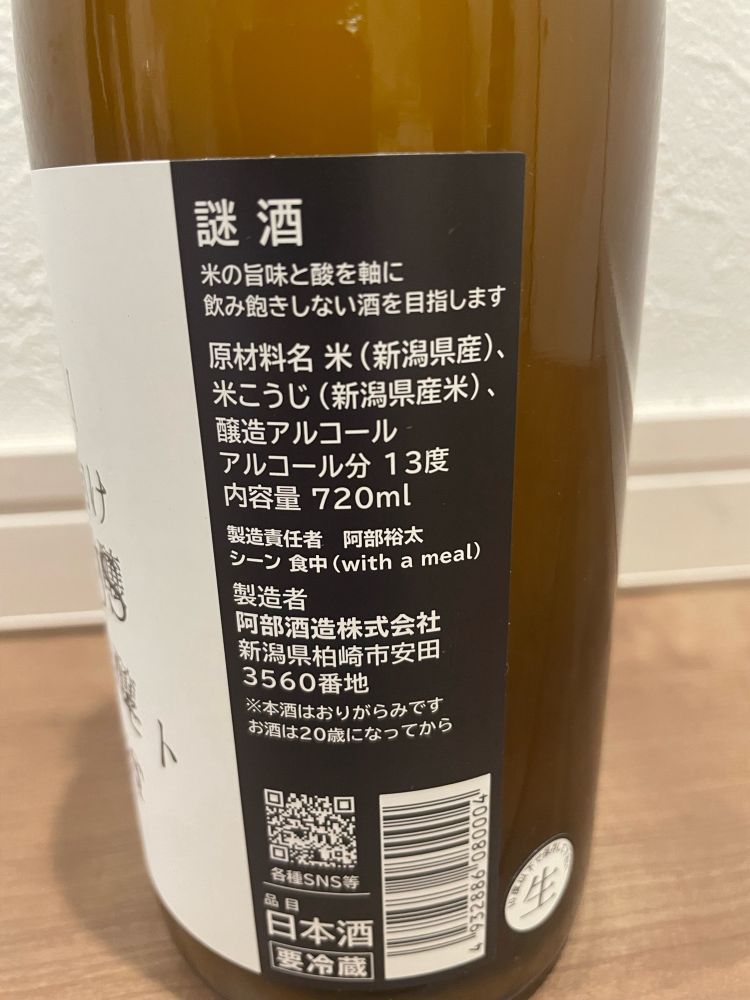 謎酒
米の旨味と酸を軸に
飲み飽きしない酒を目指します
原材料名 米（新潟県産）、
米こうじ（新潟県産米）、
醸造アルコール
アルコール分 13度
内容量 720ml
製造責任者 阿部裕太
シーン 食中（with a meal）
製造者
阿部酒造株式会社
新潟県柏崎市安田
3560番地
※本酒はおりがらみです
お酒は20歳になってから
各種SNS等
品目
日本酒
要冷蔵
4 932886 080004
生
け
ト